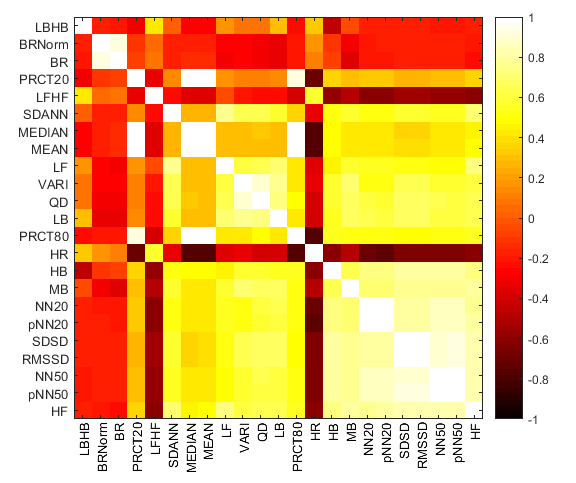 LBHB
BRNorm
BR
PRCT20
LFHF
SDANN
MEDIAN
MEAN
LF
VARI
QD
LB
PRCT80
HR
HB
MB
NN20
pNN20
SDSD
RMSSD
NN50
pNN50
HF
LBHB BRNorm BR PRCT20 LFHF SDANN MEDIAN MEAN LF VARI QD LB PRCT80 HR HB MB NN20 pNN20 SDSD RMSSD NN50 pNN50 HF
1
0.8
0.6
0.4
0.2
0
-0.2
-0.4
-0.6
-0.8
-1